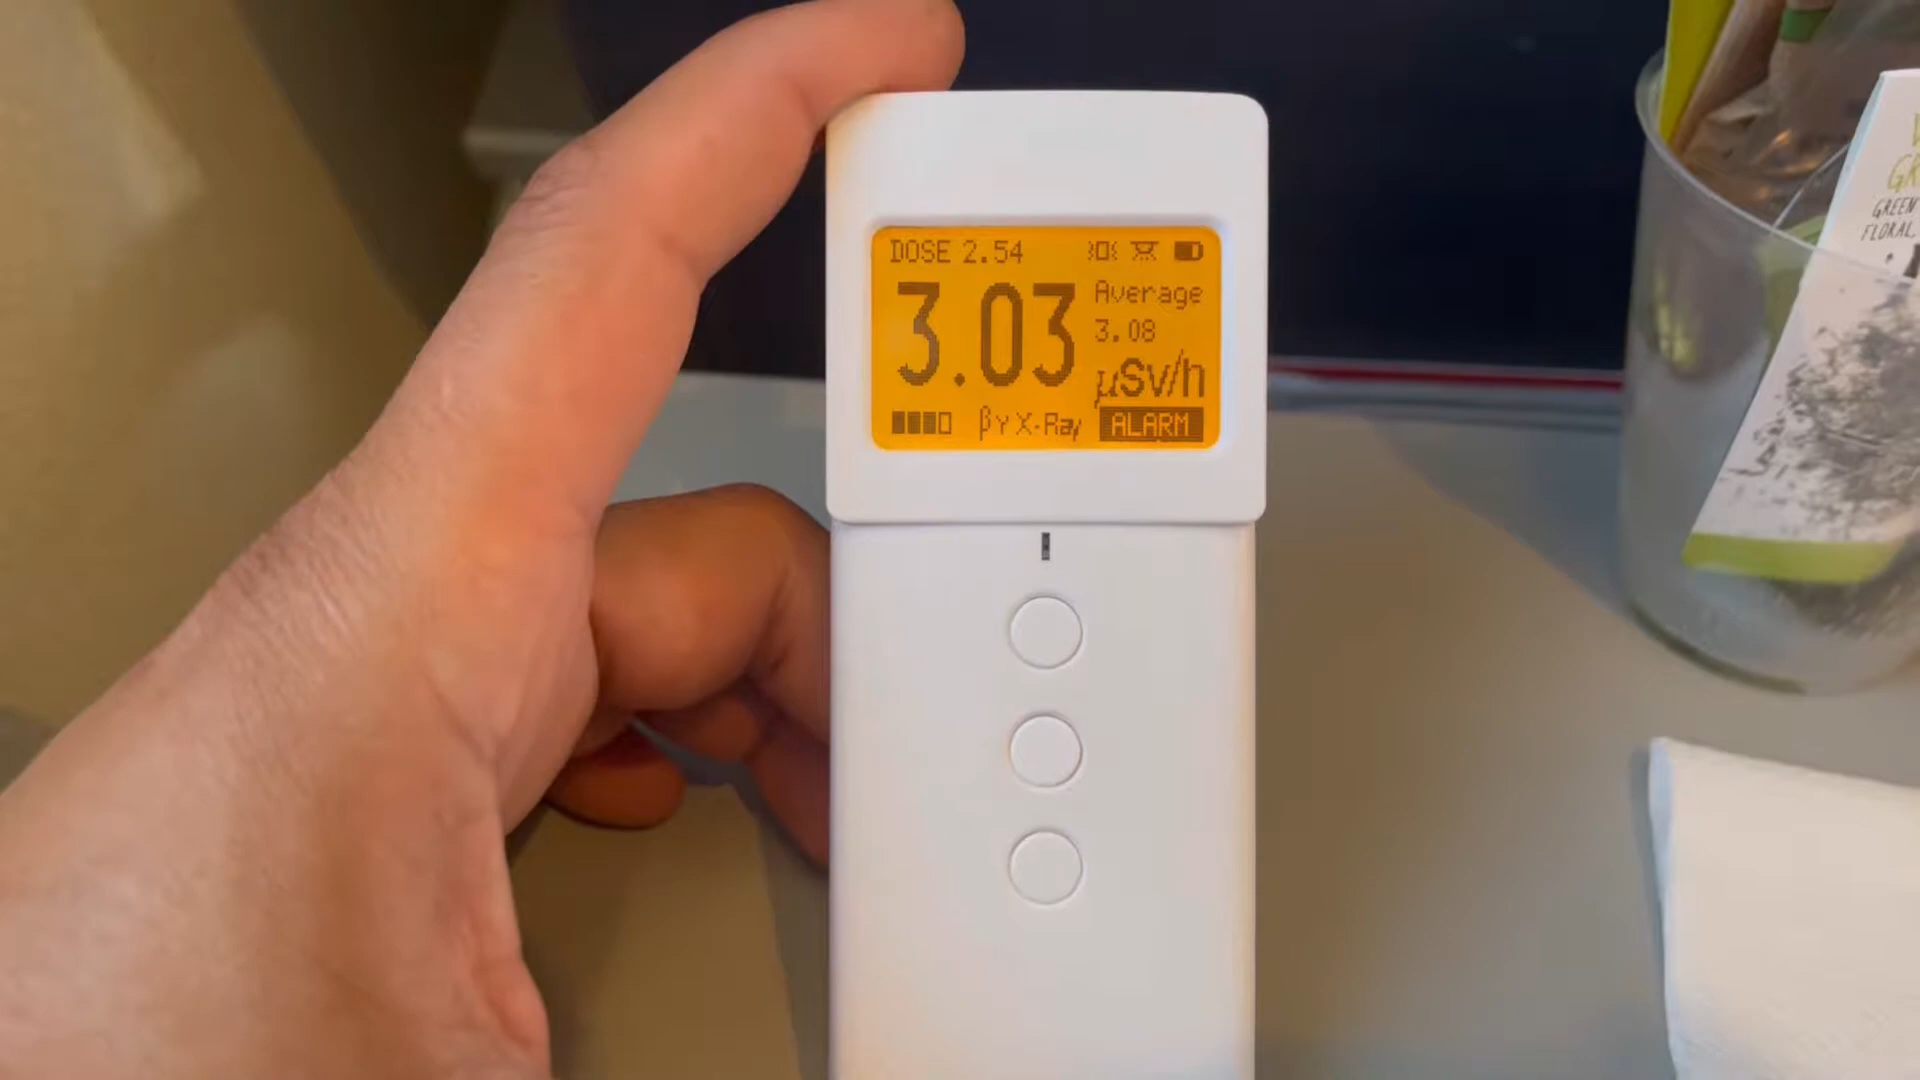 DOSE 2.54
3.03
Average
3.08
μSv/h
βγ X-Ray
ALARM
GREEN
FLORAL,